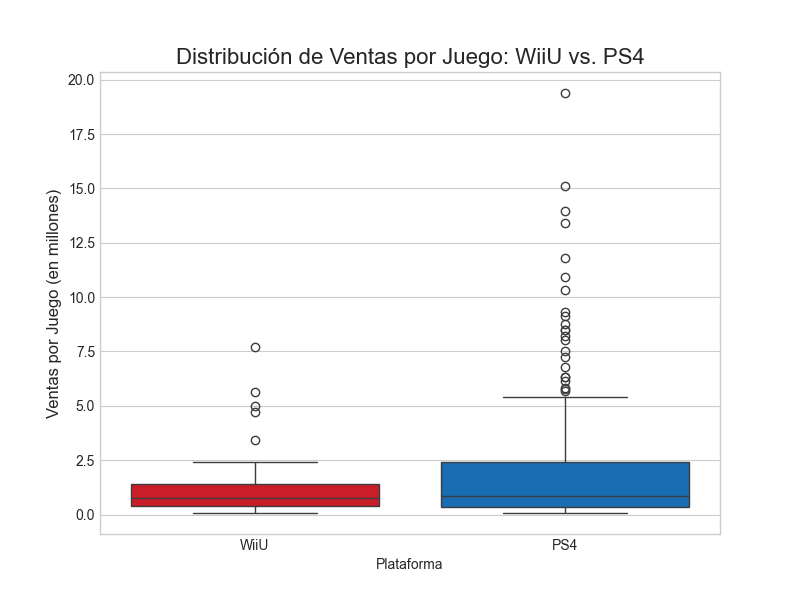 Distribución de Ventas por Juego: WiiU vs. PS4
Ventas por Juego (en millones)
20.0
17.5
15.0
12.5
10.0
7.5
5.0
2.5
0.0
WiiU PS4
Plataforma